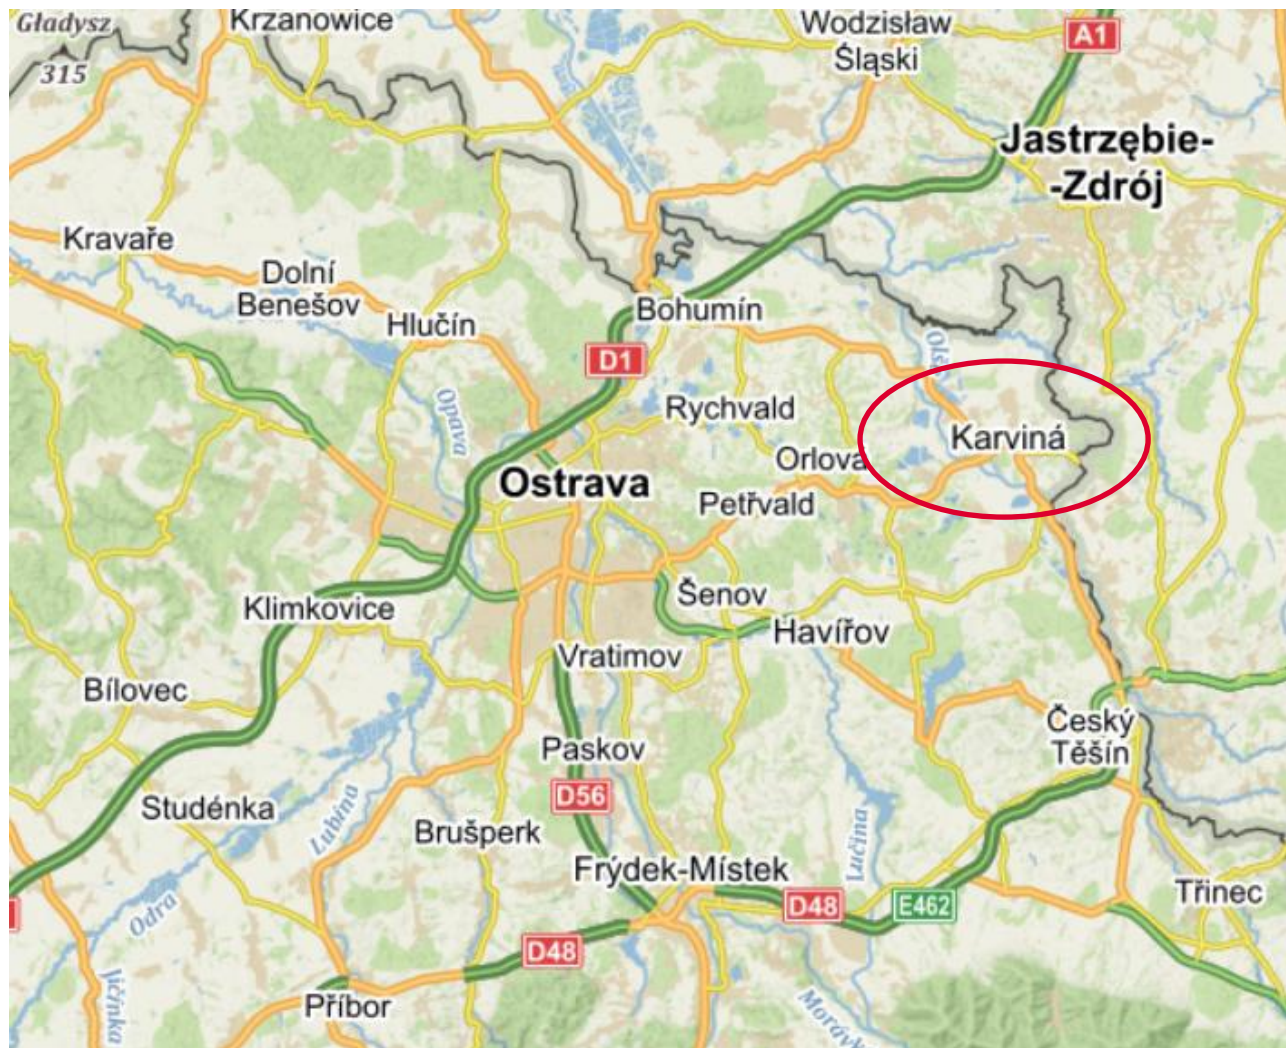 Gładysz
315
Krzanowice
Wodzisław
Śląski
A1
Jastrzębie-
-Zdrój
Kravaře
Dolní
Benešov
Hlučín
Bohumín
D1
Opava
Rychvald
Karviná
Orlová
Ostrava
Petřvald
Šenov
Klimkovice
Havířov
Vratimov
Bílovec
Český
Těšín
Paskov
D56
Studénka
Lubina
Brušperk
Lučina
Frýdek-Místek
D48
E462
Třinec
Odra
D48
Jičínka
Příbor